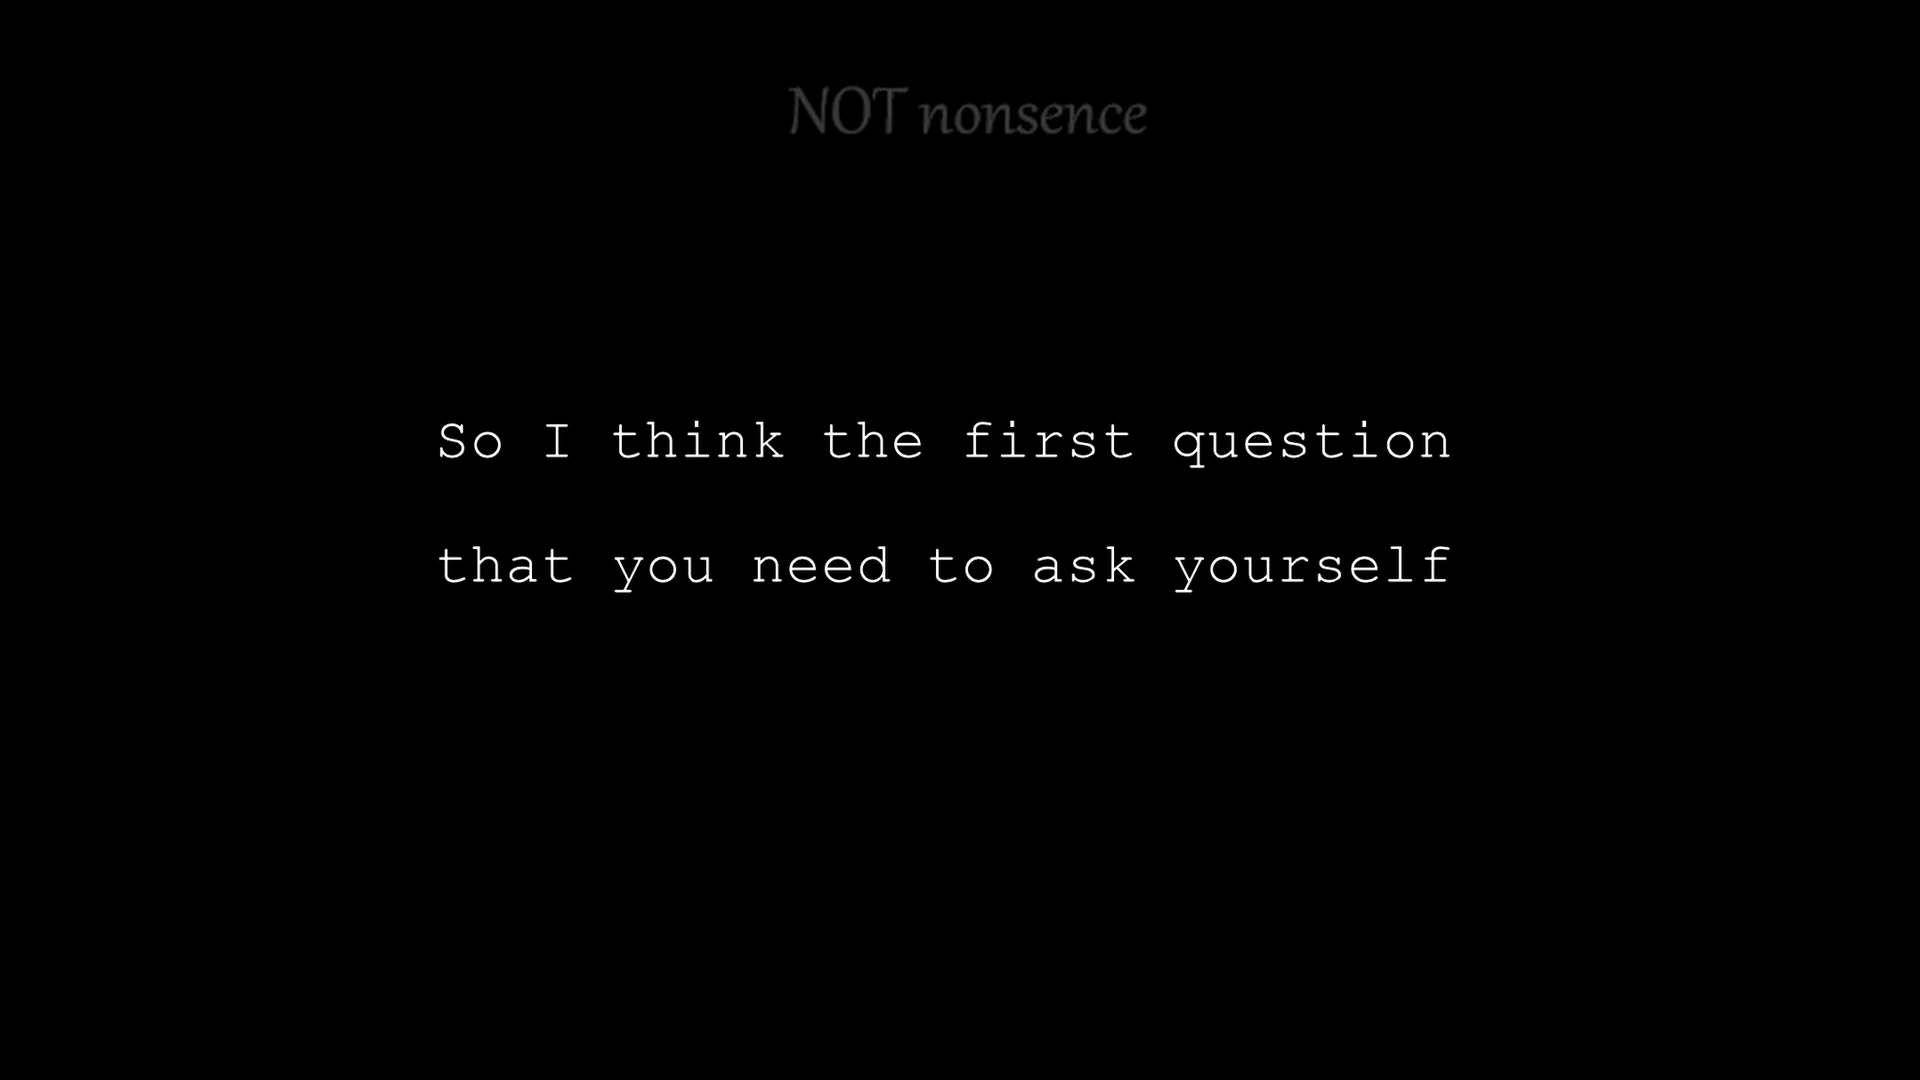 NOT nonsence
So I think the first question
that you need to ask yourself